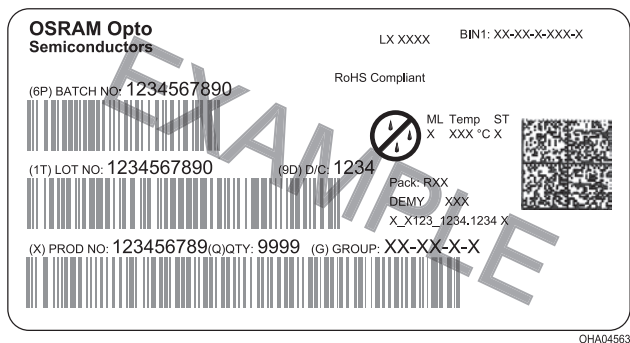 OSRAM Opto
Semiconductors
LX XXXX
BIN1: XX-XX-X-XXX-X
RoHS Compliant
(6P) BATCH NO: 1234567890
ML Temp ST
X XXX °C X
(1T) LOT NO: 1234567890 (9D) D/C: 1234
Pack: RXX
DEMY XXX
X_X123_1234.1234 X
(X) PROD NO: 123456789(Q)QTY: 9999 (G) GROUP: XX-XX-X-X
EXAMPLE
OHA04563